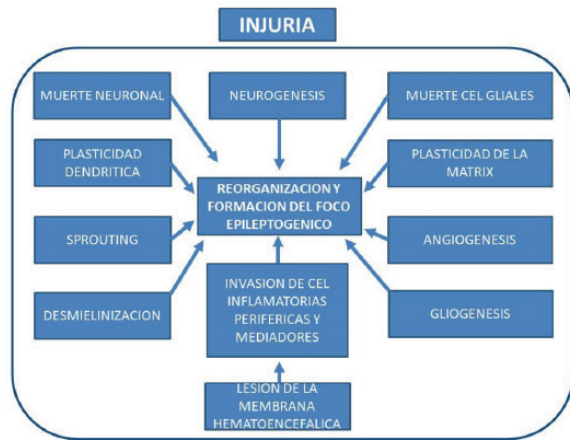 INJURIA
MUERTE NEURONAL
NEUROGENESIS
MUERTE CEL GLIALES
PLASTICIDAD
DENDRITICA
PLASTICIDAD DE LA
MATRIX
REORGANIZACION Y
FORMACION DEL FOCO
EPILEPTOGENICO
SPROUTING
ANGIOGENESIS
DESMIELINIZACION
INVASION DE CEL
INFLAMATORIAS
PERIFERICAS Y
MEDIADORES
GLIOGENESIS
LESION DE LA
MEMBRANA
HEMATOENCEFALICA